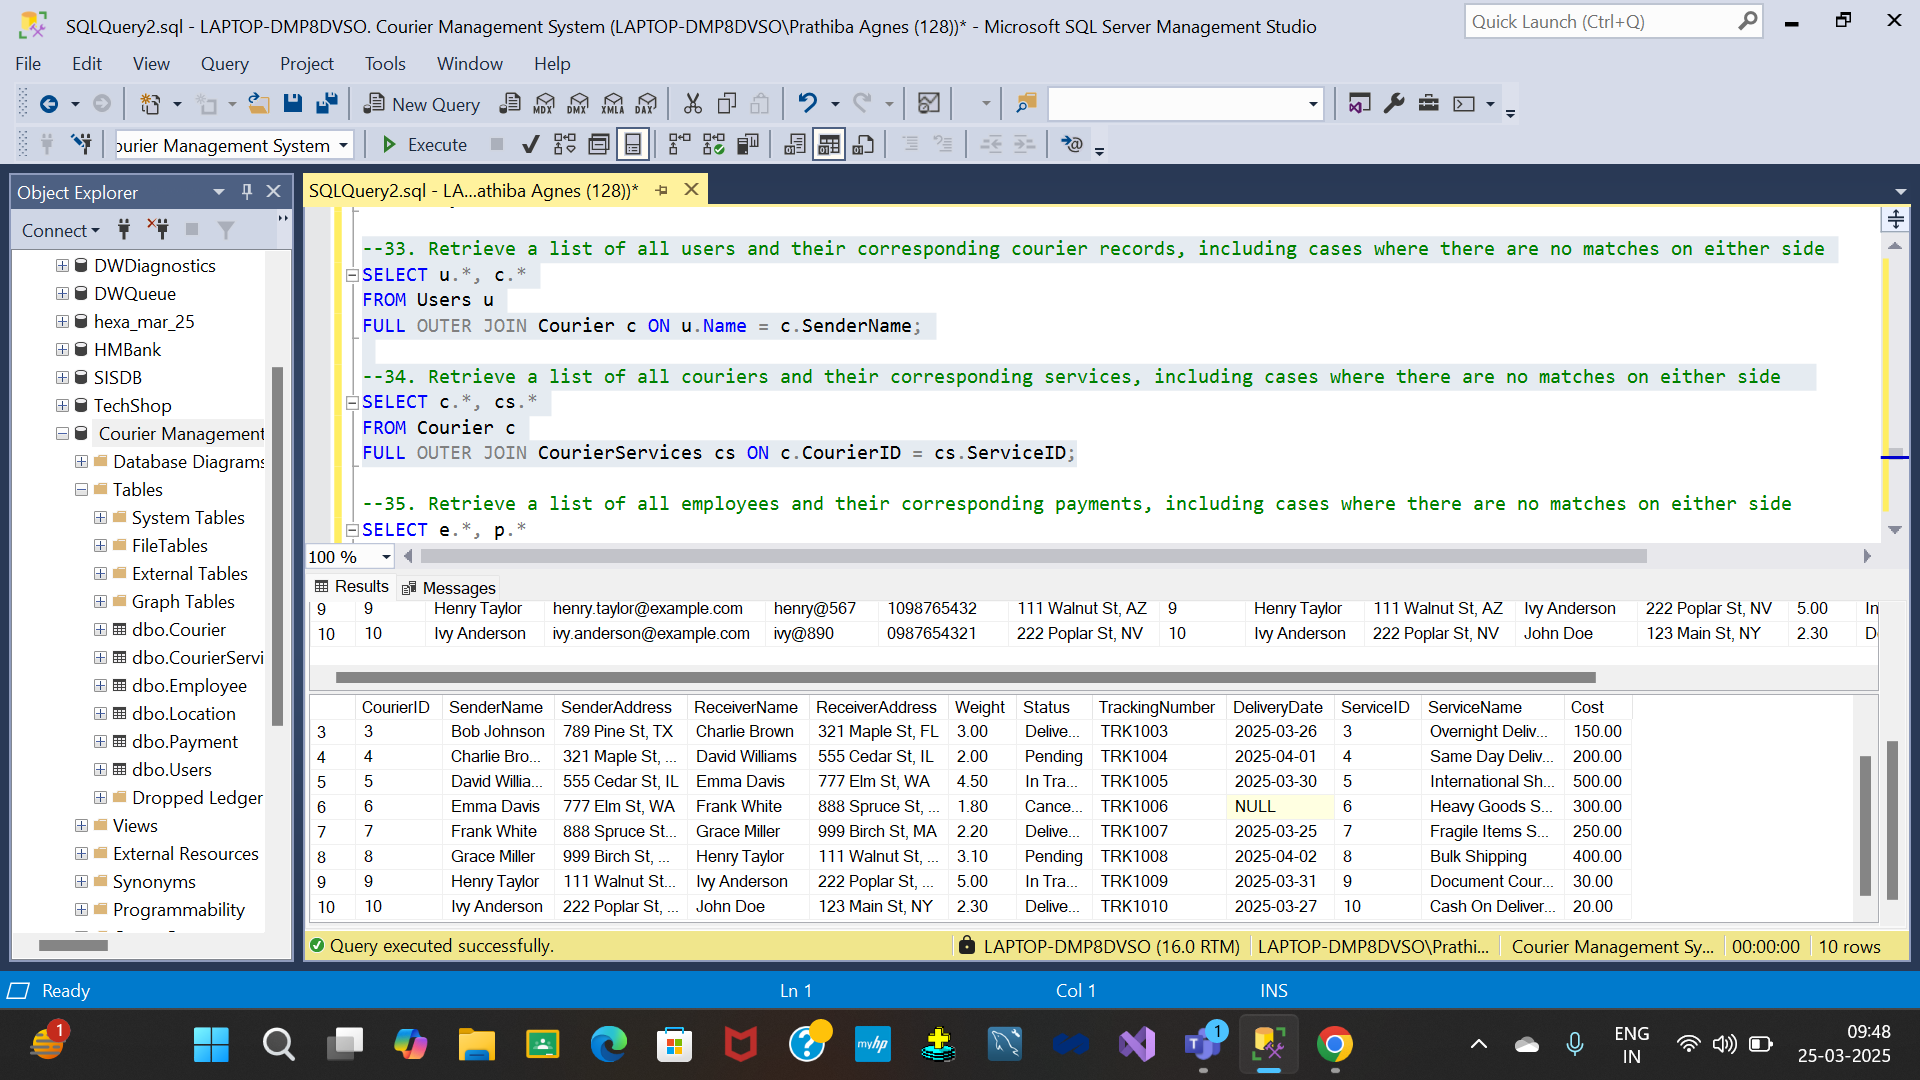 SQLQuery2.sql - LAPTOP-DMP8DVSO. Courier Management System (LAPTOP-DMP8DVSO\Prathiba Agnes (128))* - Microsoft SQL Server Management Studio
Quick Launch (Ctrl+Q)
File Edit View Query Project Tools Window Help
New Query MDX DMX XMLA DAX
ourier Management System Execute
Object Explorer
SQLQuery2.sql - LA...athiba Agnes (128))*
Connect
DWDiagnostics
DWQueue
hexa_mar_25
HMBank
SISDB
TechShop
Courier Management
Database Diagrams
Tables
System Tables
FileTables
External Tables
Graph Tables
dbo.Courier
dbo.CourierServi
dbo.Employee
dbo.Location
dbo.Payment
dbo.Users
Dropped Ledger
Views
External Resources
Synonyms
Programmability
--33. Retrieve a list of all users and their corresponding courier records, including cases where there are no matches on either side
SELECT u.*, c.*
FROM Users u
FULL OUTER JOIN Courier c ON u.Name = c.SenderName;
--34. Retrieve a list of all couriers and their corresponding services, including cases where there are no matches on either side
SELECT c.*, cs.*
FROM Courier c
FULL OUTER JOIN CourierServices cs ON c.CourierID = cs.ServiceID;
--35. Retrieve a list of all employees and their corresponding payments, including cases where there are no matches on either side
SELECT e.*, p.*
100 %
Results Messages
9 9 Henry Taylor henry.taylor@example.com henry@567 1098765432 111 Walnut St, AZ 9 Henry Taylor 111 Walnut St, AZ Ivy Anderson 222 Poplar St, NV 5.00 In
10 10 Ivy Anderson ivy.anderson@example.com ivy@890 0987654321 222 Poplar St, NV 10 Ivy Anderson 222 Poplar St, NV John Doe 123 Main St, NY 2.30 D
CourierID SenderName SenderAddress ReceiverName ReceiverAddress Weight Status TrackingNumber DeliveryDate ServiceID ServiceName Cost
3 3 Bob Johnson 789 Pine St, TX Charlie Brown 321 Maple St, FL 3.00 Delive... TRK1003 2025-03-26 3 Overnight Deliv... 150.00
4 4 Charlie Bro... 321 Maple St, ... David Williams 555 Cedar St, IL 2.00 Pending TRK1004 2025-04-01 4 Same Day Deliv... 200.00
5 5 David Willia... 555 Cedar St, IL Emma Davis 777 Elm St, WA 4.50 In Tra... TRK1005 2025-03-30 5 International Sh... 500.00
6 6 Emma Davis 777 Elm St, WA Frank White 888 Spruce St, ... 1.80 Cance... TRK1006 NULL 6 Heavy Goods S... 300.00
7 7 Frank White 888 Spruce St... Grace Miller 999 Birch St, MA 2.20 Delive... TRK1007 2025-03-25 7 Fragile Items S... 250.00
8 8 Grace Miller 999 Birch St, ... Henry Taylor 111 Walnut St, ... 3.10 Pending TRK1008 2025-04-02 8 Bulk Shipping 400.00
9 9 Henry Taylor 111 Walnut St... Ivy Anderson 222 Poplar St, ... 5.00 In Tra... TRK1009 2025-03-31 9 Document Cour... 30.00
10 10 Ivy Anderson 222 Poplar St, ... John Doe 123 Main St, NY 2.30 Delive... TRK1010 2025-03-27 10 Cash On Deliver... 20.00
Query executed successfully. LAPTOP-DMP8DVSO (16.0 RTM) LAPTOP-DMP8DVSO\Prathi... Courier Management Sy... 00:00:00 10 rows
Ready Ln 1 Col 1 INS
1 myhp 1 ENG 09:48
IN 25-03-2025